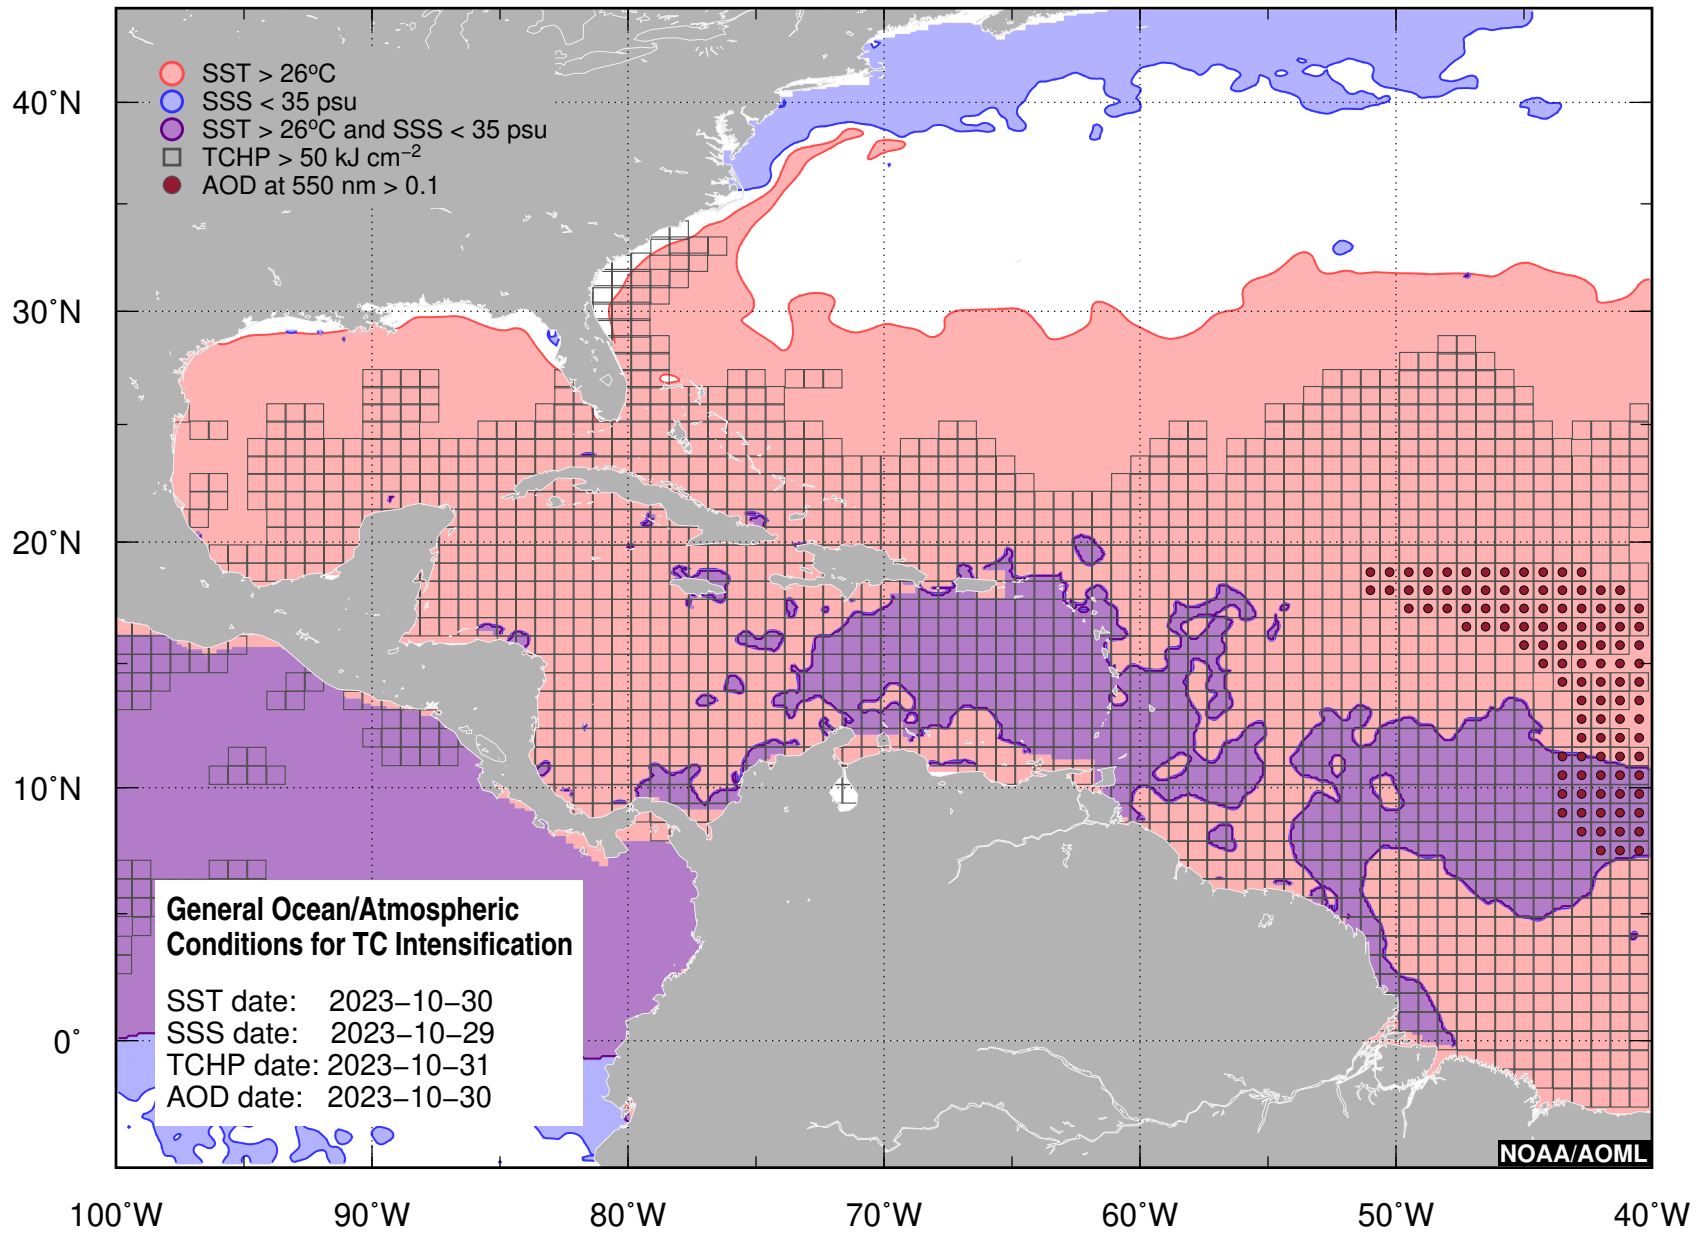 SST > 26°C
SSS < 35 psu
SST > 26°C and SSS < 35 psu
TCHP > 50 kJ cm⁻²
AOD at 550 nm > 0.1
40°N
30°N
20°N
10°N
0°
General Ocean/Atmospheric
Conditions for TC Intensification
SST date: 2023−10−30
SSS date: 2023−10−29
TCHP date: 2023−10−31
AOD date: 2023−10−30
NOAA/AOML
100°W 90°W 80°W 70°W 60°W 50°W 40°W